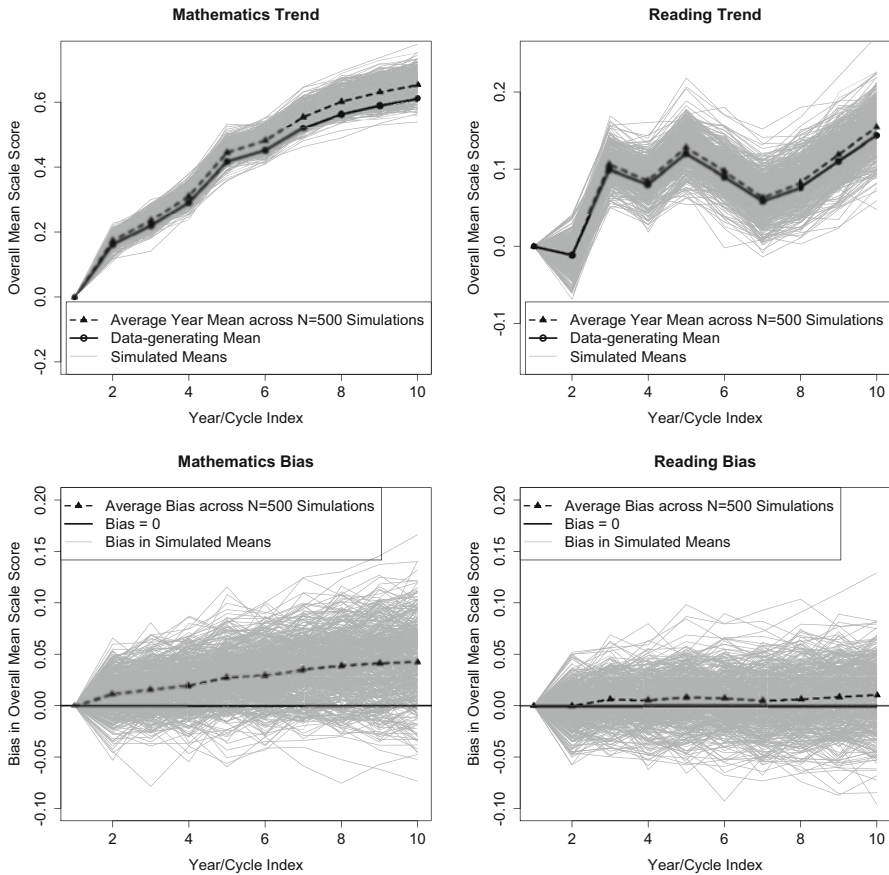 Mathematics Trend
Overall Mean Scale Score
0.6
0.4
0.2
0.0
-0.2
Average Year Mean across N=500 Simulations
Data-generating Mean
Simulated Means
2 4 6 8 10
Year/Cycle Index
Reading Trend
Overall Mean Scale Score
0.2
0.1
0.0
-0.1
Average Year Mean across N=500 Simulations
Data-generating Mean
Simulated Means
2 4 6 8 10
Year/Cycle Index
Mathematics Bias
Bias in Overall Mean Scale Score
0.20
0.15
0.10
0.05
0.00
-0.05
-0.10
Average Bias across N=500 Simulations
Bias = 0
Bias in Simulated Means
2 4 6 8 10
Year/Cycle Index
Reading Bias
Bias in Overall Mean Scale Score
0.20
0.15
0.10
0.05
0.00
-0.05
-0.10
Average Bias across N=500 Simulations
Bias = 0
Bias in Simulated Means
2 4 6 8 10
Year/Cycle Index